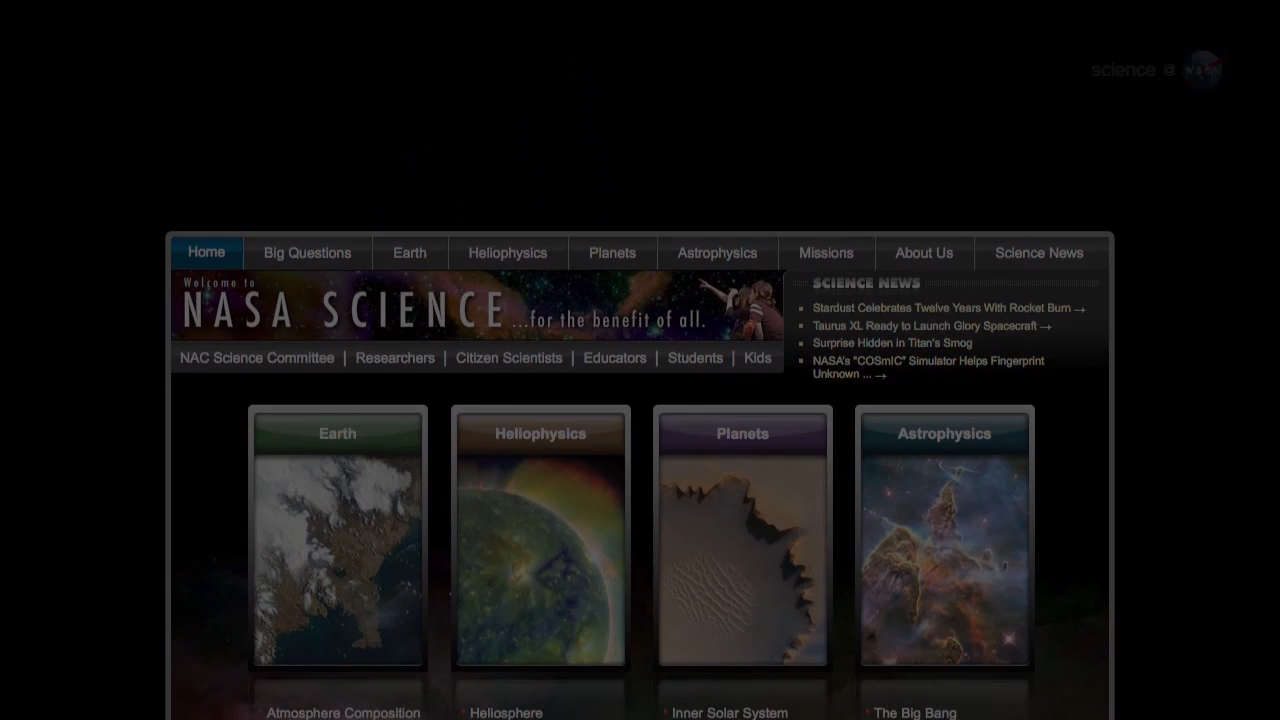 science @ NASA
Home Big Questions Earth Heliophysics Planets Astrophysics Missions About Us Science News
Welcome to
NASA SCIENCE ...for the benefit of all.
NAC Science Committee | Researchers | Citizen Scientists | Educators | Students | Kids
SCIENCE NEWS
Stardust Celebrates Twelve Years With Rocket Burn →
Taurus XL Ready to Launch Glory Spacecraft →
Surprise Hidden in Titan's Smog
NASA's "COSmIC" Simulator Helps Fingerprint
Unknown ... →
Earth
Heliophysics
Planets
Astrophysics
Atmosphere Composition
Heliosphere
Inner Solar System
The Big Bang